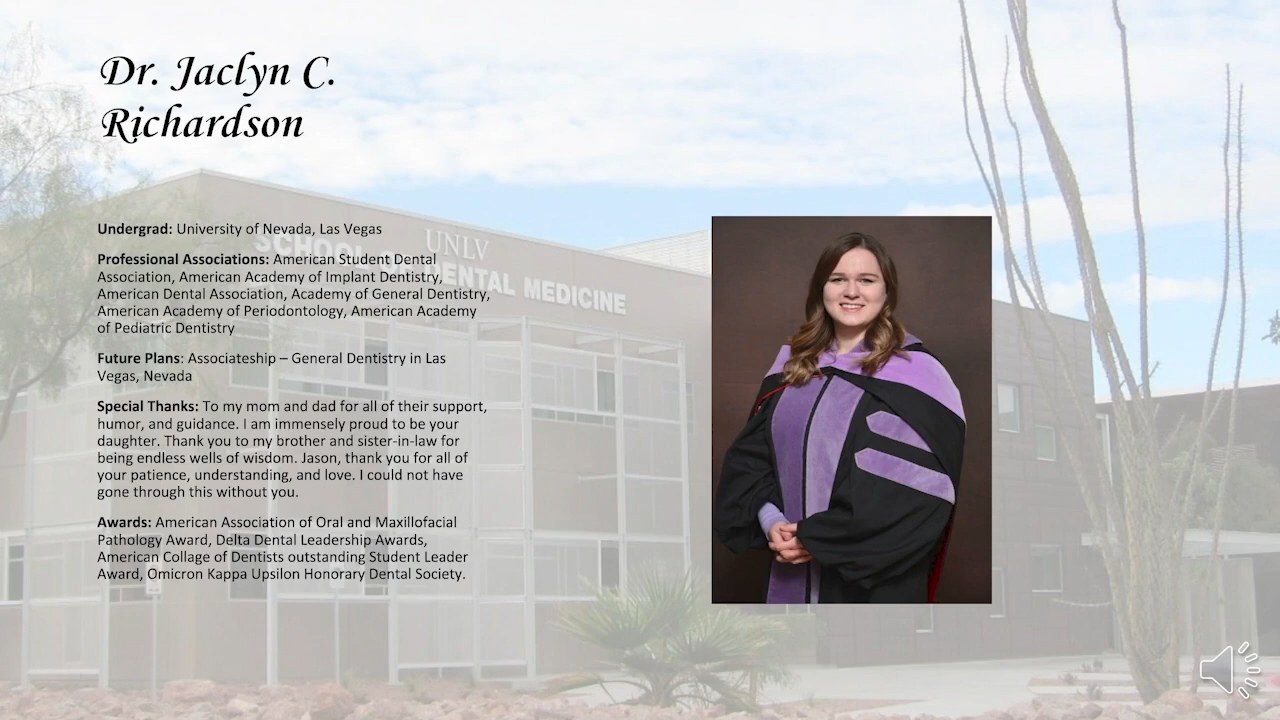 Dr. Jaclyn C.
Richardson
Undergrad: University of Nevada, Las Vegas
Professional Associations: American Student Dental
Association, American Academy of Implant Dentistry,
American Dental Association, Academy of General Dentistry,
American Academy of Periodontology, American Academy
of Pediatric Dentistry
Future Plans: Associateship – General Dentistry in Las
Vegas, Nevada
Special Thanks: To my mom and dad for all of their support,
humor, and guidance. I am immensely proud to be your
daughter. Thank you to my brother and sister-in-law for
being endless wells of wisdom. Jason, thank you for all of
your patience, understanding, and love. I could not have
gone through this without you.
Awards: American Association of Oral and Maxillofacial
Pathology Award, Delta Dental Leadership Awards,
American Collage of Dentists outstanding Student Leader
Award, Omicron Kappa Upsilon Honorary Dental Society.
UNLV
SCHOOL OF DENTAL MEDICINE